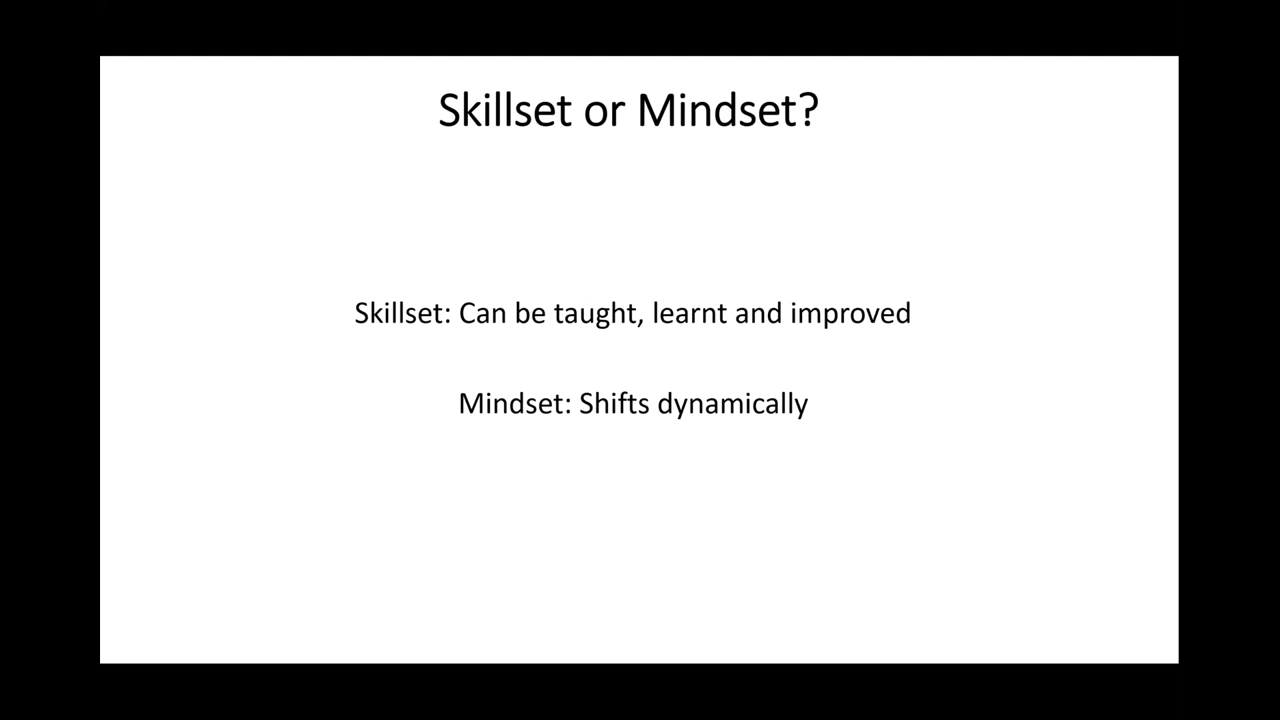 Skillset or Mindset?
Skillset: Can be taught, learnt and improved
Mindset: Shifts dynamically